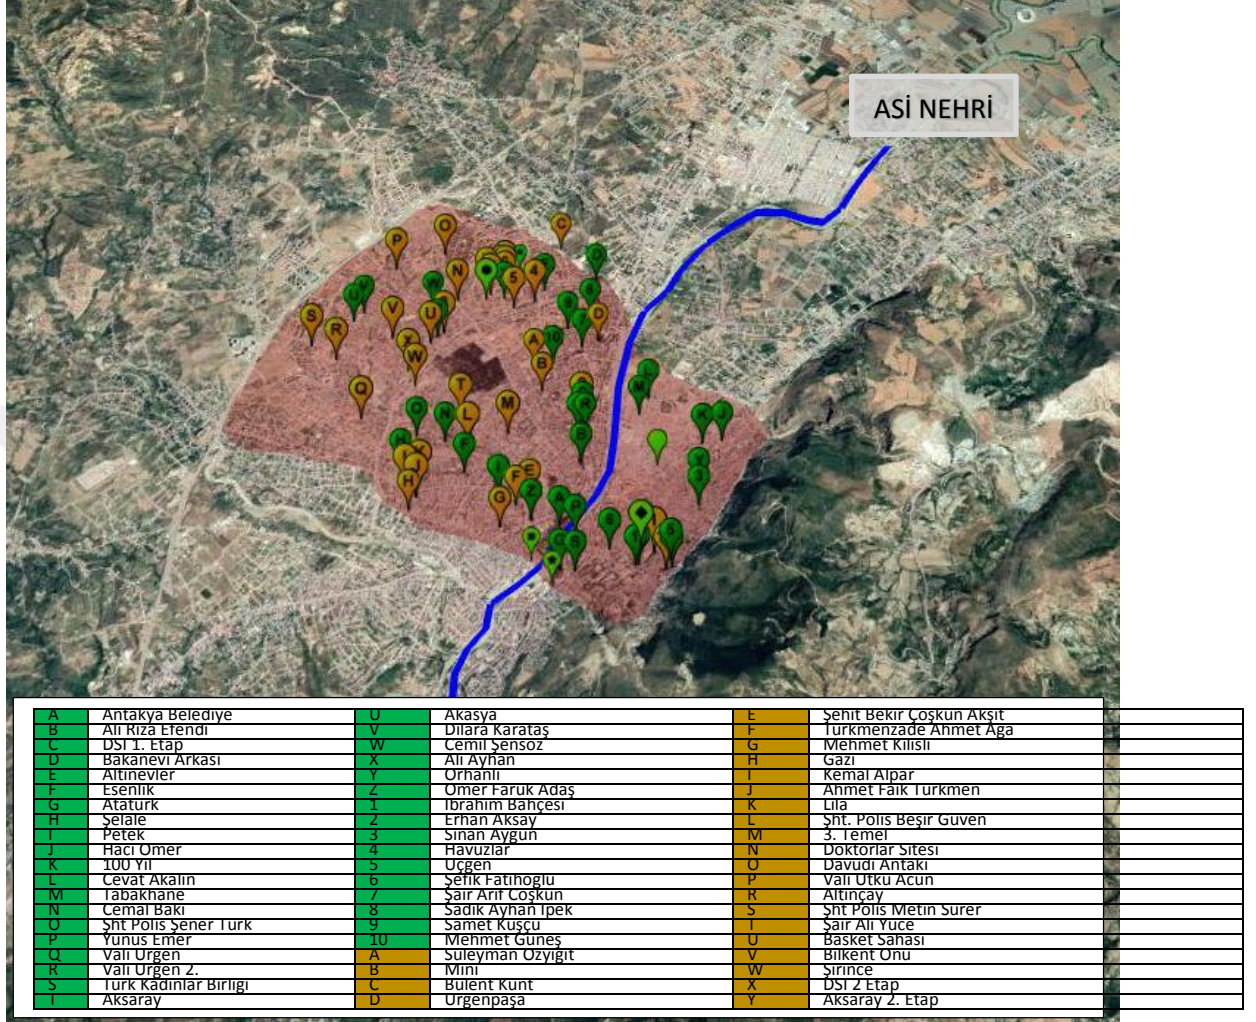 ASİ NEHRİ
C
O
P
O
N
5
4
S
R
V
U
D
W
A
10
B
Q
T
L
M
K
J
O
N
L
M
R
H
F
B
J
H
I
F
E
G
Z
A
P
3
S
A Antakya Belediye U Akasya E Şehit Bekir Çoşkun Akşit
B Ali Rıza Efendi V Dilara Karataş F Türkmenzade Ahmet Ağa
C DSİ 1. Etap W Cemil Şensöz G Mehmet Kilisli
D Bakanevi Arkası X Ali Ayhan H Gazi
E Altınevler Y Orhanlı I Kemal Alpar
F Esenlik Z Ömer Faruk Adaş J Ahmet Faik Türkmen
G Atatürk 1 İbrahim Bahçesi K Lila
H Şelale 2 Erhan Aksay L Şht. Polis Beşir Güven
I Petek 3 Sinan Aygün M 3. Temel
J Hacı Ömer 4 Havuzlar N Doktorlar Sitesi
K 100 Yıl 5 Üçgen O Davudi Antaki
L Cevat Akalın 6 Şefik Fatihoğlu P Vali Utku Acun
M Tabakhane 7 Şair Arif Coşkun R Altınçay
N Cemal Baki 8 Sadık Ayhan İpek S Şht Polis Metin Sürer
O Şht Polis Şener Türk 9 Samet Kuşçu T Şair Ali Yüce
P Yunus Emer 10 Mehmet Güneş U Basket Sahası
Q Vali Ürgen A Süleyman Özyiğit V Bilkent Önü
R Vali Ürgen 2. B Mini W Şirince
S Türk Kadınlar Birliği C Bülent Kunt X DSİ 2 Etap
T Aksaray D Ürgenpaşa Y Aksaray 2. Etap